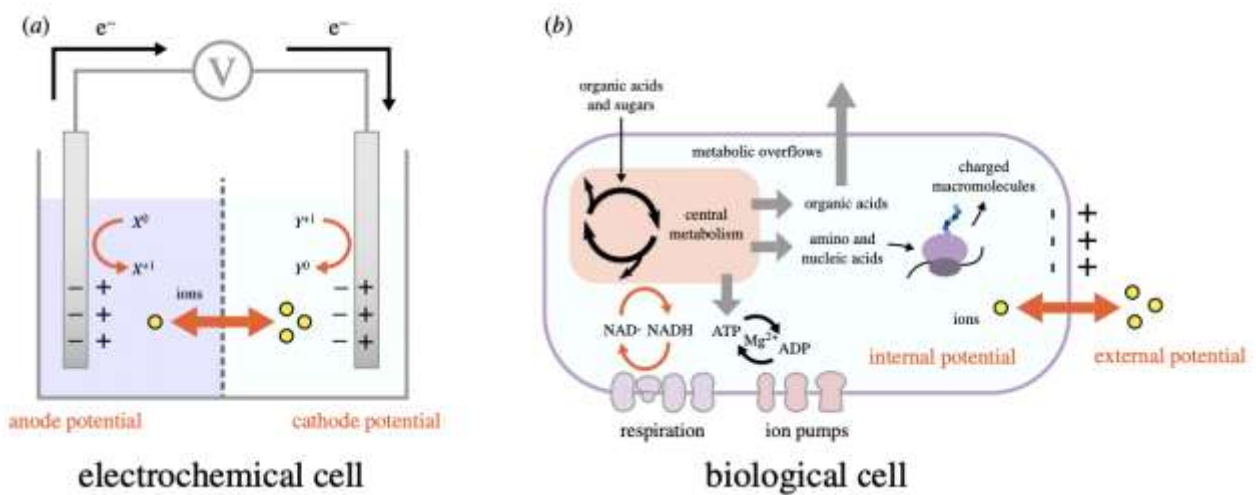 (a)
e⁻
e⁻
V
X⁰
X⁺¹
Y⁺¹
Y⁰
ions
anode potential
cathode potential
electrochemical cell
(b)
organic acids
and sugars
metabolic overflows
central
metabolism
organic acids
amino and
nucleic acids
charged
macromolecules
NAD⁺ NADH
ATP
Mg²⁺
ADP
ions
internal potential
external potential
respiration
ion pumps
biological cell